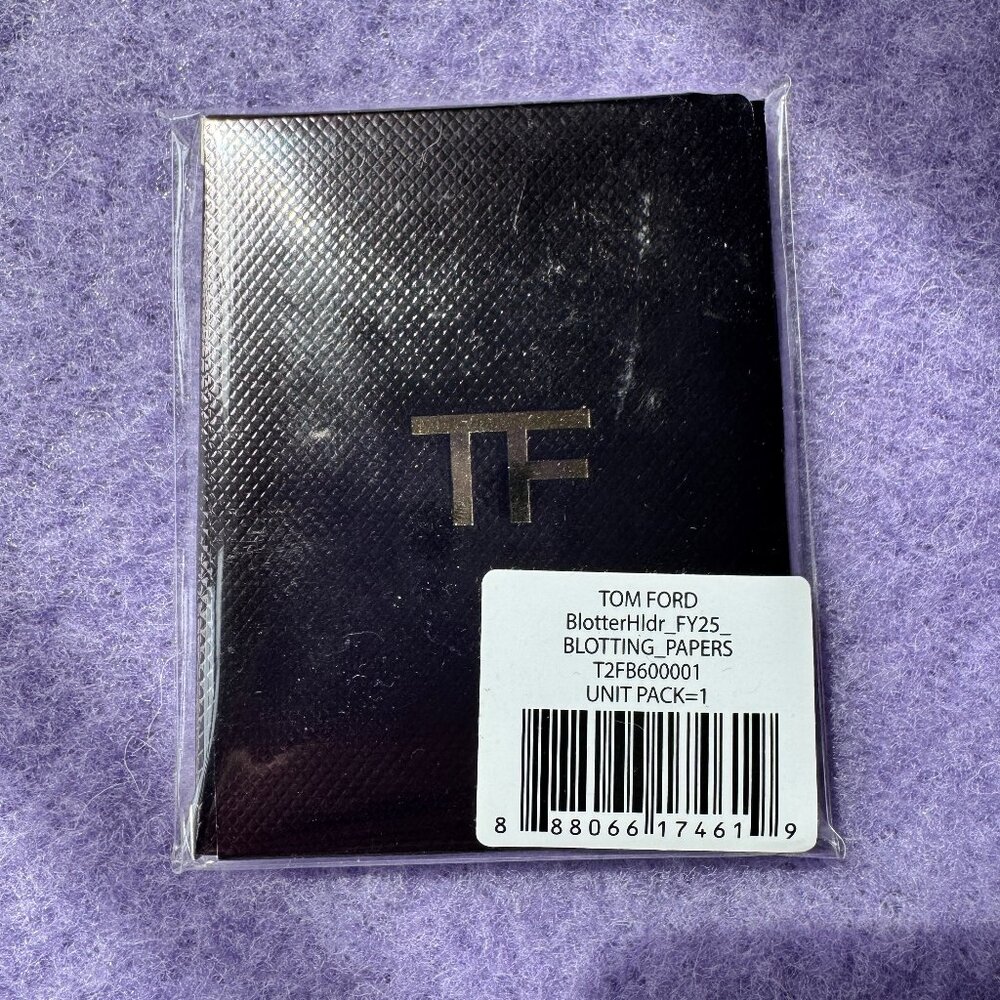 TF
TOM FORD
BlotterHldr_FY25_
BLOTTING_PAPERS
T2FB600001
UNIT PACK=1
8 88066 17461 9